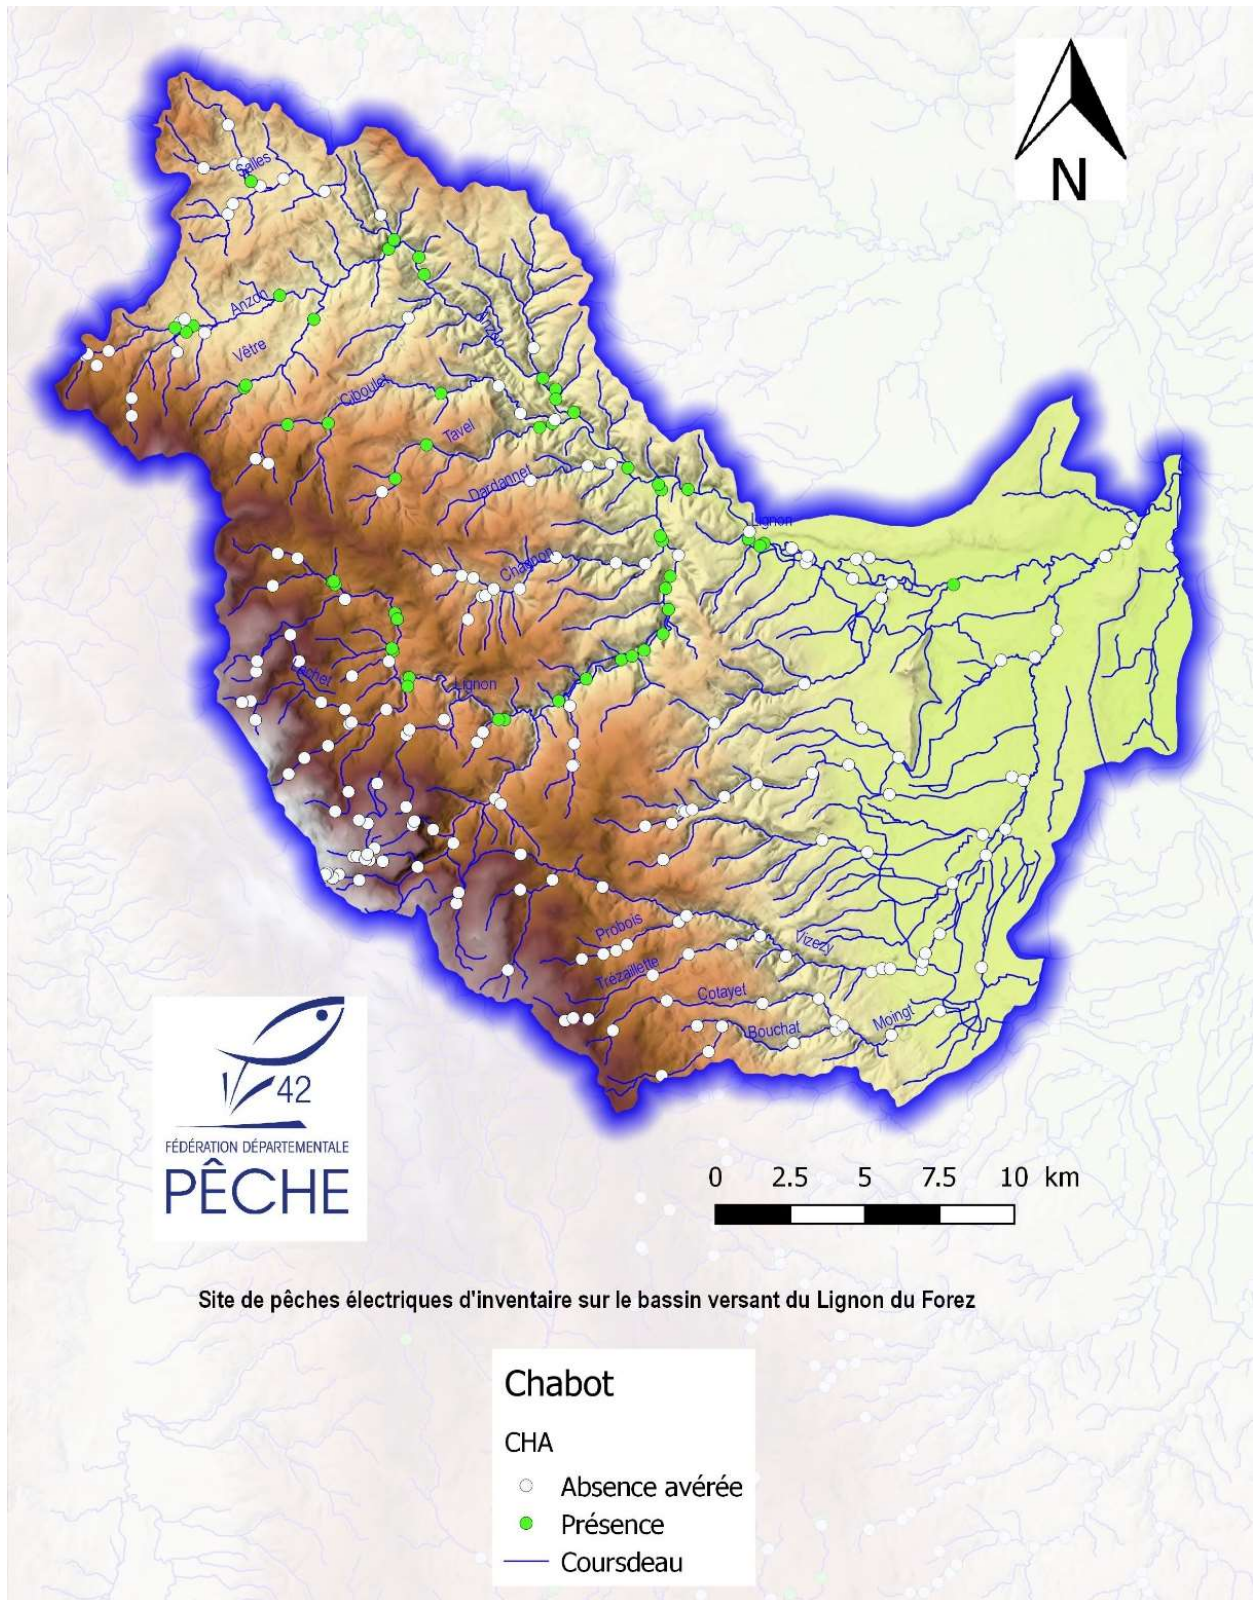 N
Salles
Anzon
Vêtre
Anzon
Ciboulet
Tavel
Dardannet
Lignon
Chagnon
Lignon
Probois
Vizezy
Trézaillette
Cotayet
Bouchat
Moingt
42
FÉDÉRATION DÉPARTEMENTALE
PÊCHE
0 2.5 5 7.5 10 km
Site de pêches électriques d'inventaire sur le bassin versant du Lignon du Forez
Chabot
CHA
Absence avérée
Présence
Coursdeau